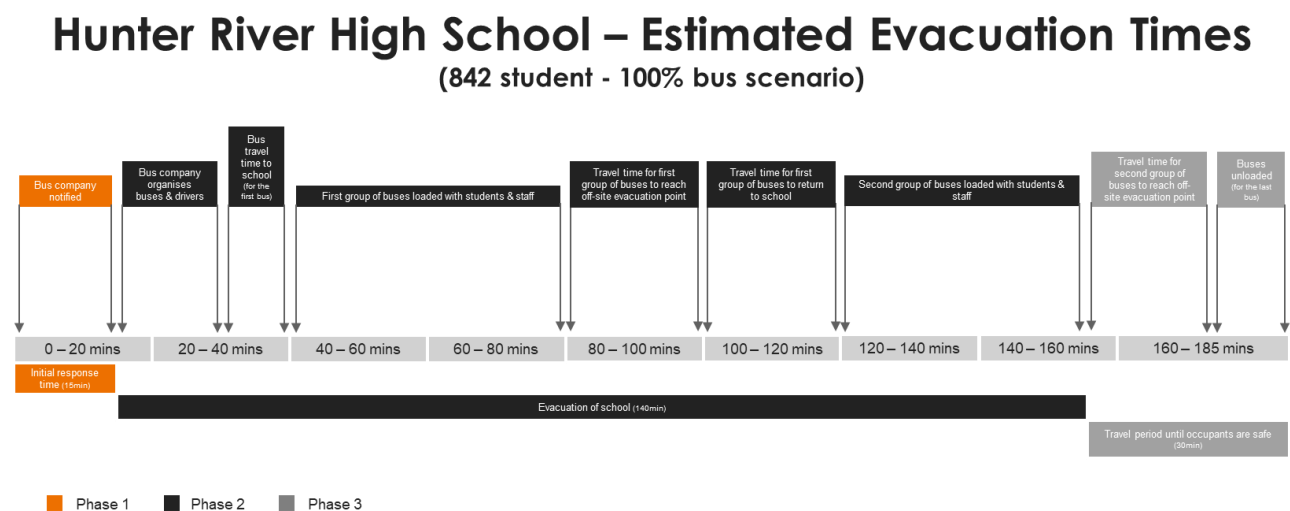 Hunter River High School – Estimated Evacuation Times
(842 student - 100% bus scenario)
Bus company
notified
Bus company
organises
buses & drivers
Bus
travel
time to
school
(for the
first bus)
First group of buses loaded with students & staff
Travel time for first
group of buses to reach
off-site evacuation point
Travel time for first
group of buses to return
to school
Second group of buses loaded with students &
staff
Travel time for
second group of
buses to reach off-
site evacuation point
Buses
unloaded
(for the last
bus)
0 – 20 mins
20 – 40 mins
40 – 60 mins
60 – 80 mins
80 – 100 mins
100 – 120 mins
120 – 140 mins
140 – 160 mins
160 – 185 mins
Initial response
time (15min)
Evacuation of school (140min)
Travel period until occupants are safe
(30min)
Phase 1
Phase 2
Phase 3